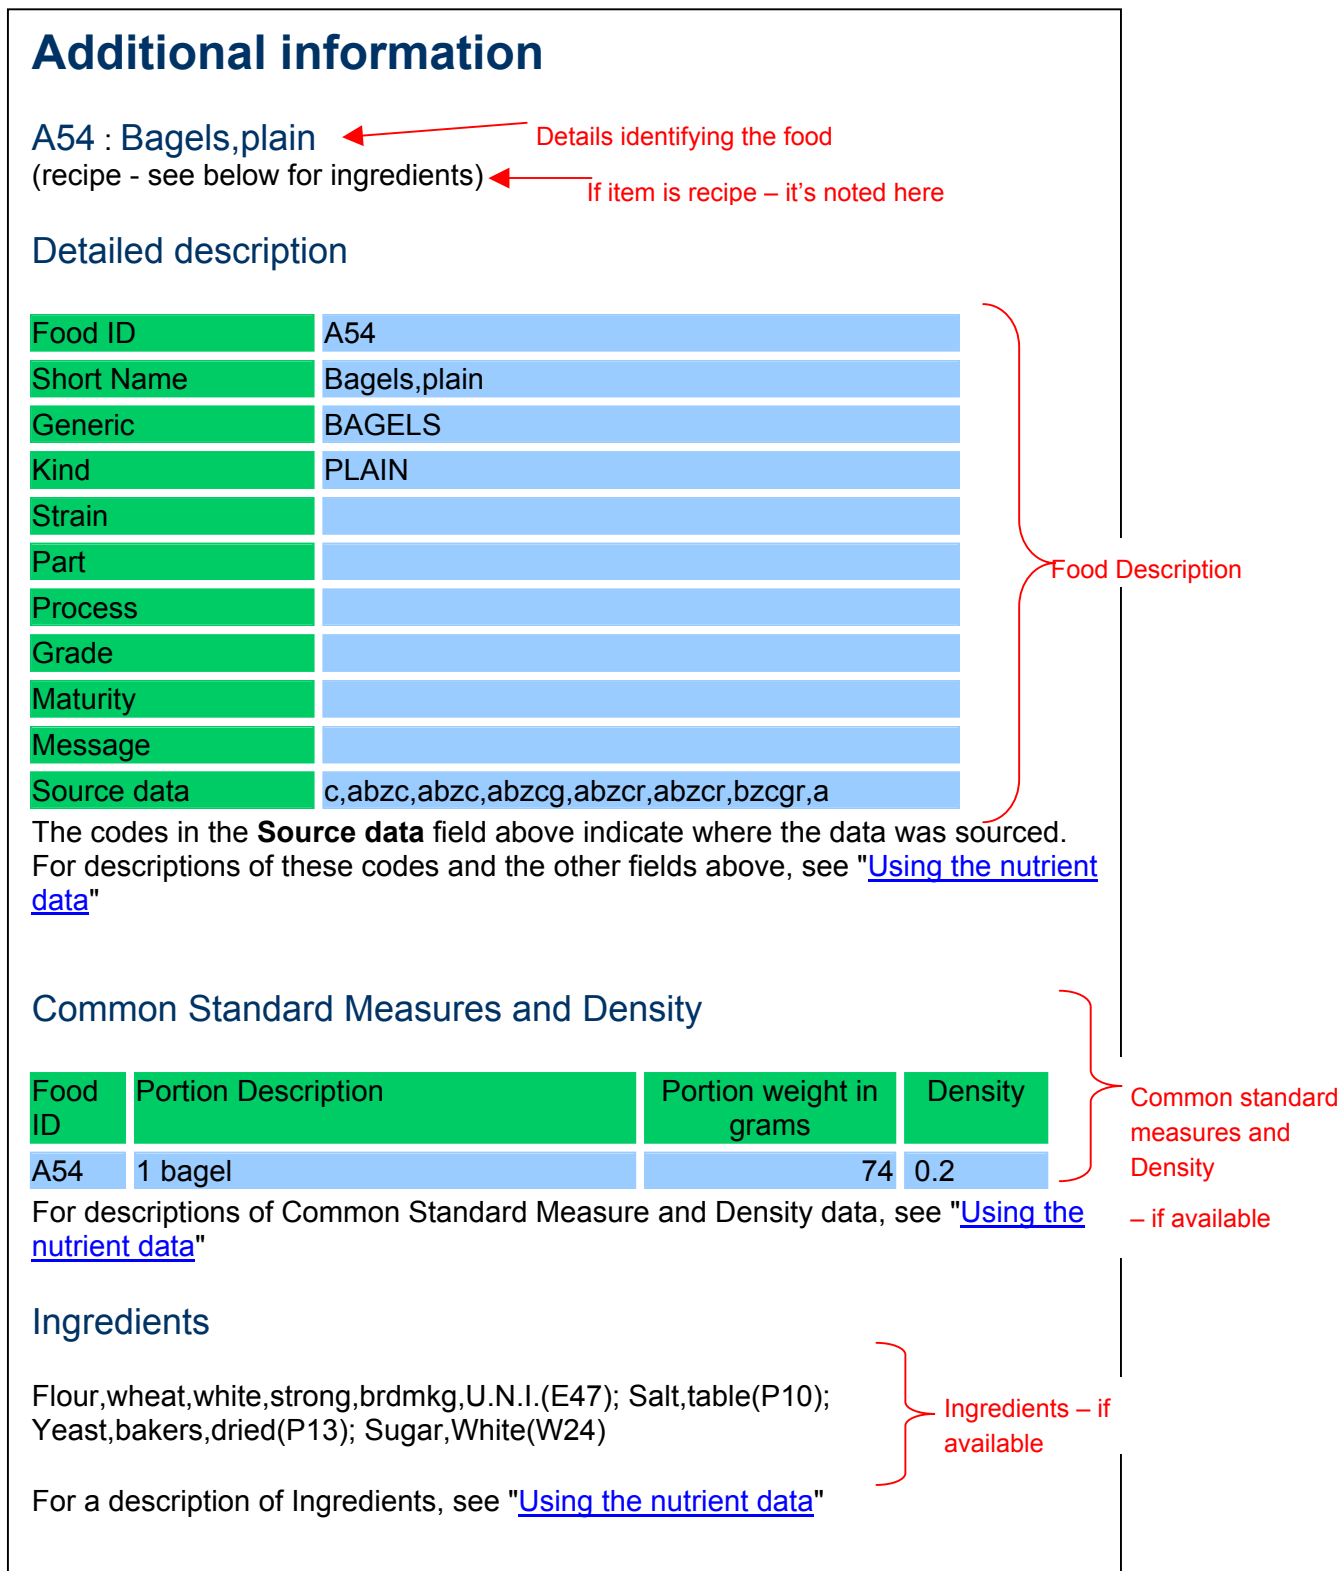 Additional information
A54 : Bagels,plain
Details identifying the food
(recipe - see below for ingredients)
If item is recipe – it’s noted here
Detailed description
Food ID A54
Short Name Bagels,plain
Generic BAGELS
Kind PLAIN
Strain
Part
Process
Grade
Maturity
Message
Source data c,abzc,abzc,abzcg,abzcr,abzcr,bzcgr,a
Food Description
The codes in the Source data field above indicate where the data was sourced.
For descriptions of these codes and the other fields above, see "Using the nutrient
data"
Common Standard Measures and Density
Food ID Portion Description Portion weight in grams Density
A54 1 bagel 74 0.2
Common standard
measures and
Density
– if available
For descriptions of Common Standard Measure and Density data, see "Using the
nutrient data"
Ingredients
Flour,wheat,white,strong,brdmkg,U.N.I.(E47); Salt,table(P10);
Yeast,bakers,dried(P13); Sugar,White(W24)
Ingredients – if
available
For a description of Ingredients, see "Using the nutrient data"